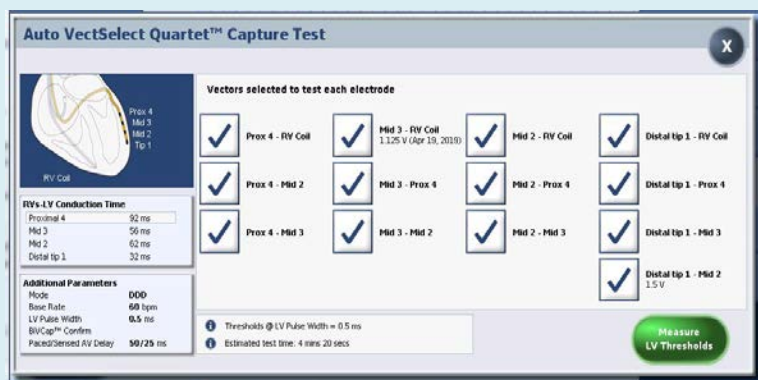 Auto VectSelect Quartet™ Capture Test
X
Prox 4
Mid 3
Mid 2
Tip 1
RV Coil
RVs-LV Conduction Time
Proximal 4 92 ms
Mid 3 56 ms
Mid 2 62 ms
Distal tip 1 32 ms
Additional Parameters
Mode DDD
Base Rate 60 bpm
LV Pulse Width 0.5 ms
BiVCap™ Confirm
Paced/Sensed AV Delay 50/25 ms
Vectors selected to test each electrode
Prox 4 - RV Coil
Mid 3 - RV Coil
1.125 V (Apr 19, 2019)
Mid 2 - RV Coil
Distal tip 1 - RV Coil
Prox 4 - Mid 2
Mid 3 - Prox 4
Mid 2 - Prox 4
Distal tip 1 - Prox 4
Prox 4 - Mid 3
Mid 3 - Mid 2
Mid 2 - Mid 3
Distal tip 1 - Mid 3
Distal tip 1 - Mid 2
1.5 V
Thresholds @ LV Pulse Width = 0.5 ms
Estimated test time: 4 mins 20 secs
Measure
LV Thresholds